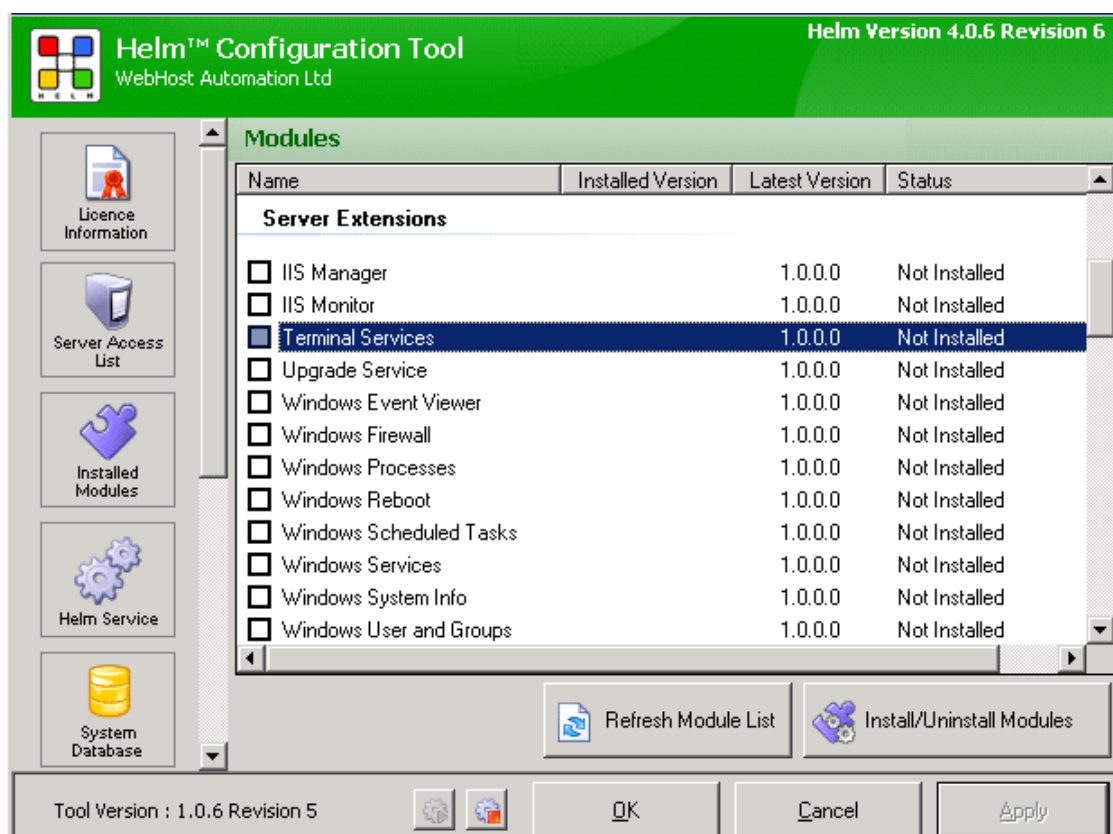 Helm™ Configuration Tool
WebHost Automation Ltd
Helm Version 4.0.6 Revision 6
HELM
Licence
Information
Server Access
List
Installed
Modules
Helm Service
System
Database
Modules
Name Installed Version Latest Version Status
Server Extensions
IIS Manager 1.0.0.0 Not Installed
IIS Monitor 1.0.0.0 Not Installed
Terminal Services 1.0.0.0 Not Installed
Upgrade Service 1.0.0.0 Not Installed
Windows Event Viewer 1.0.0.0 Not Installed
Windows Firewall 1.0.0.0 Not Installed
Windows Processes 1.0.0.0 Not Installed
Windows Reboot 1.0.0.0 Not Installed
Windows Scheduled Tasks 1.0.0.0 Not Installed
Windows Services 1.0.0.0 Not Installed
Windows System Info 1.0.0.0 Not Installed
Windows User and Groups 1.0.0.0 Not Installed
Refresh Module List Install/Uninstall Modules
Tool Version : 1.0.6 Revision 5 OK Cancel Apply